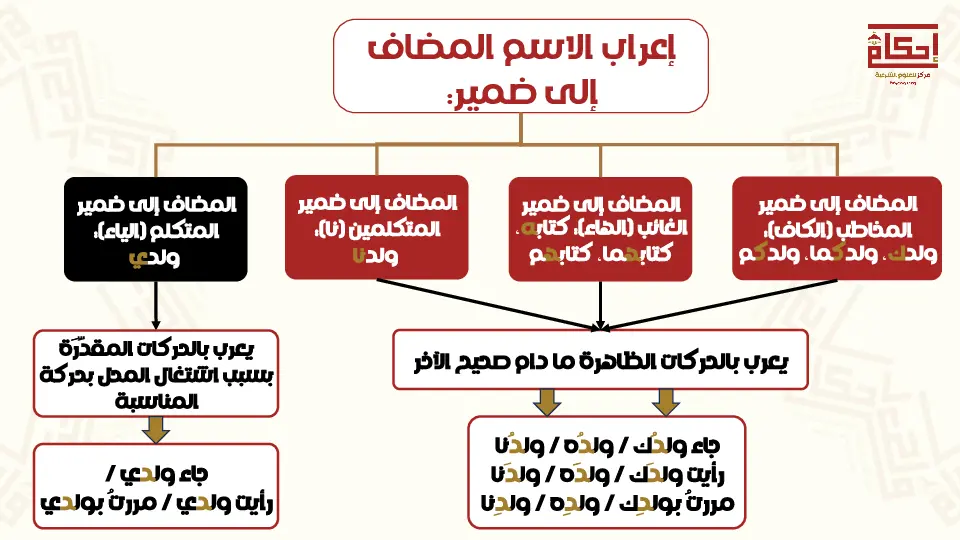 إعراب الاسم المضاف
إلى ضمير:
إحكام
مركز للعلوم الشرعية
المضاف إلى ضمير
المخاطب (الكاف):
ولدك، ولدكما، ولدكم
المضاف إلى ضمير
الغائب (الهاء): كتابه،
كتابهما، كتابهم
المضاف إلى ضمير
المتكلمين (نا):
ولدنا
المضاف إلى ضمير
المتكلم (الياء):
ولدي
يعرب بالحركات الظاهرة ما دام صحيح الآخر
يعرب بالحركات المقدّرة
بسبب اشتغال المحل بحركة
المناسبة
جاء ولدُك / ولدُه / ولدُنا
رأيت ولدَك / ولدَه / ولدَنا
مررتُ بولدِك / ولدِه / ولدِنا
جاء ولدي /
رأيت ولدي / مررتُ بولدي